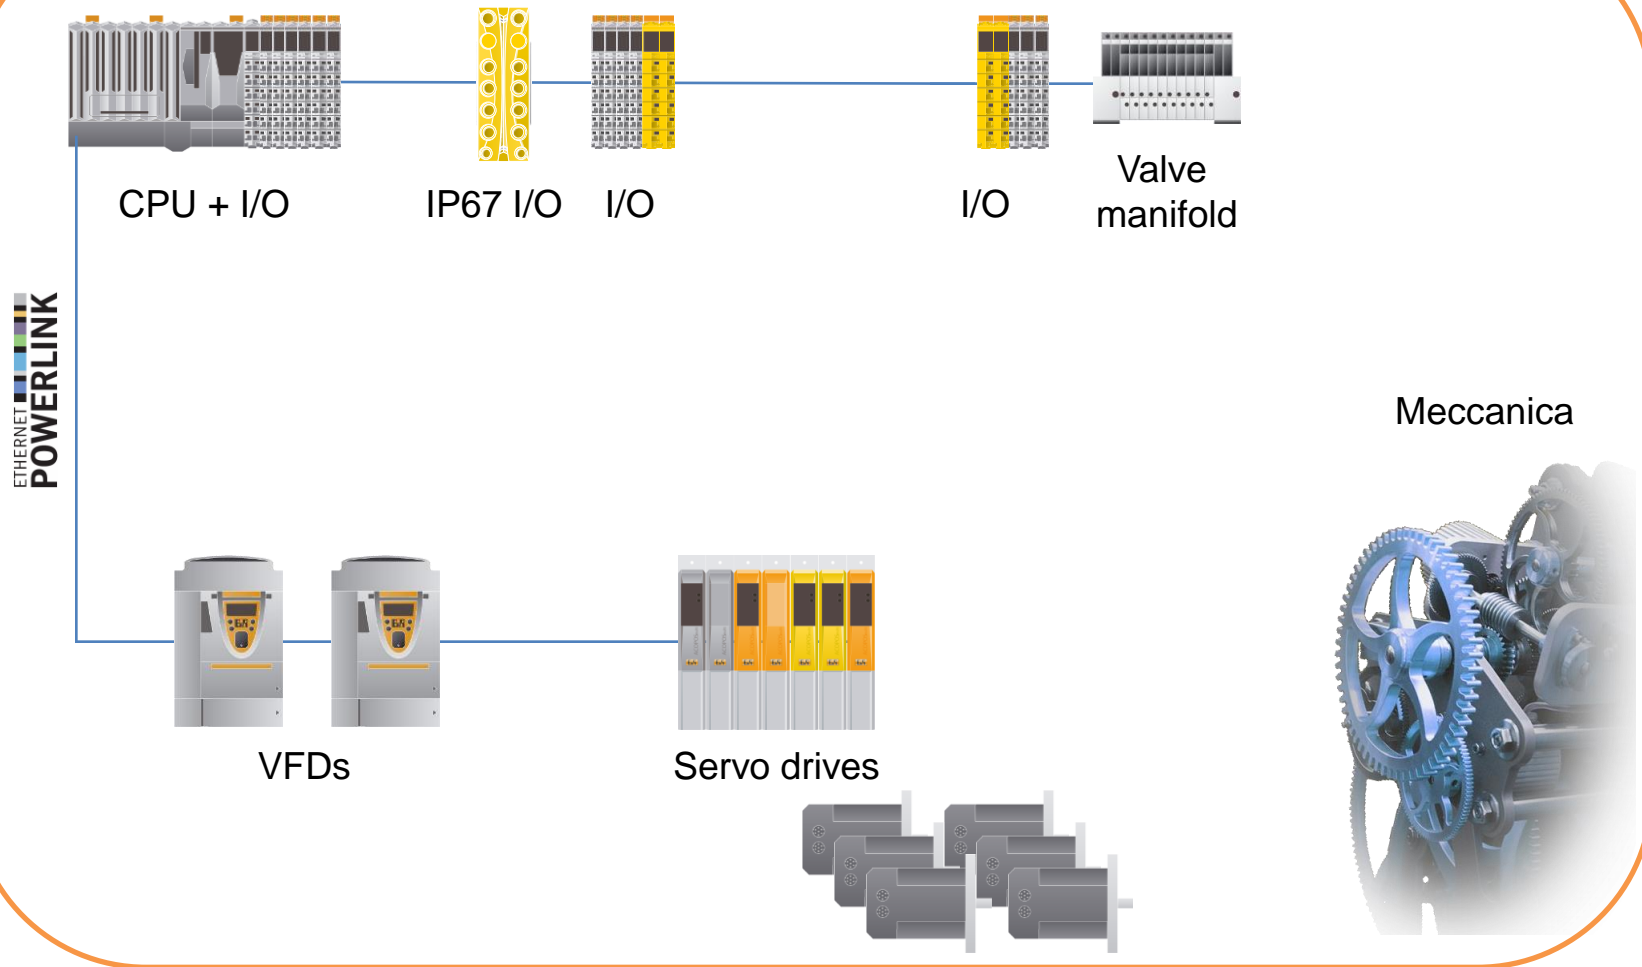 CPU + I/O
IP67 I/O
I/O
I/O
Valve
manifold
ETHERNET
POWERLINK
Meccanica
VFDs
Servo drives